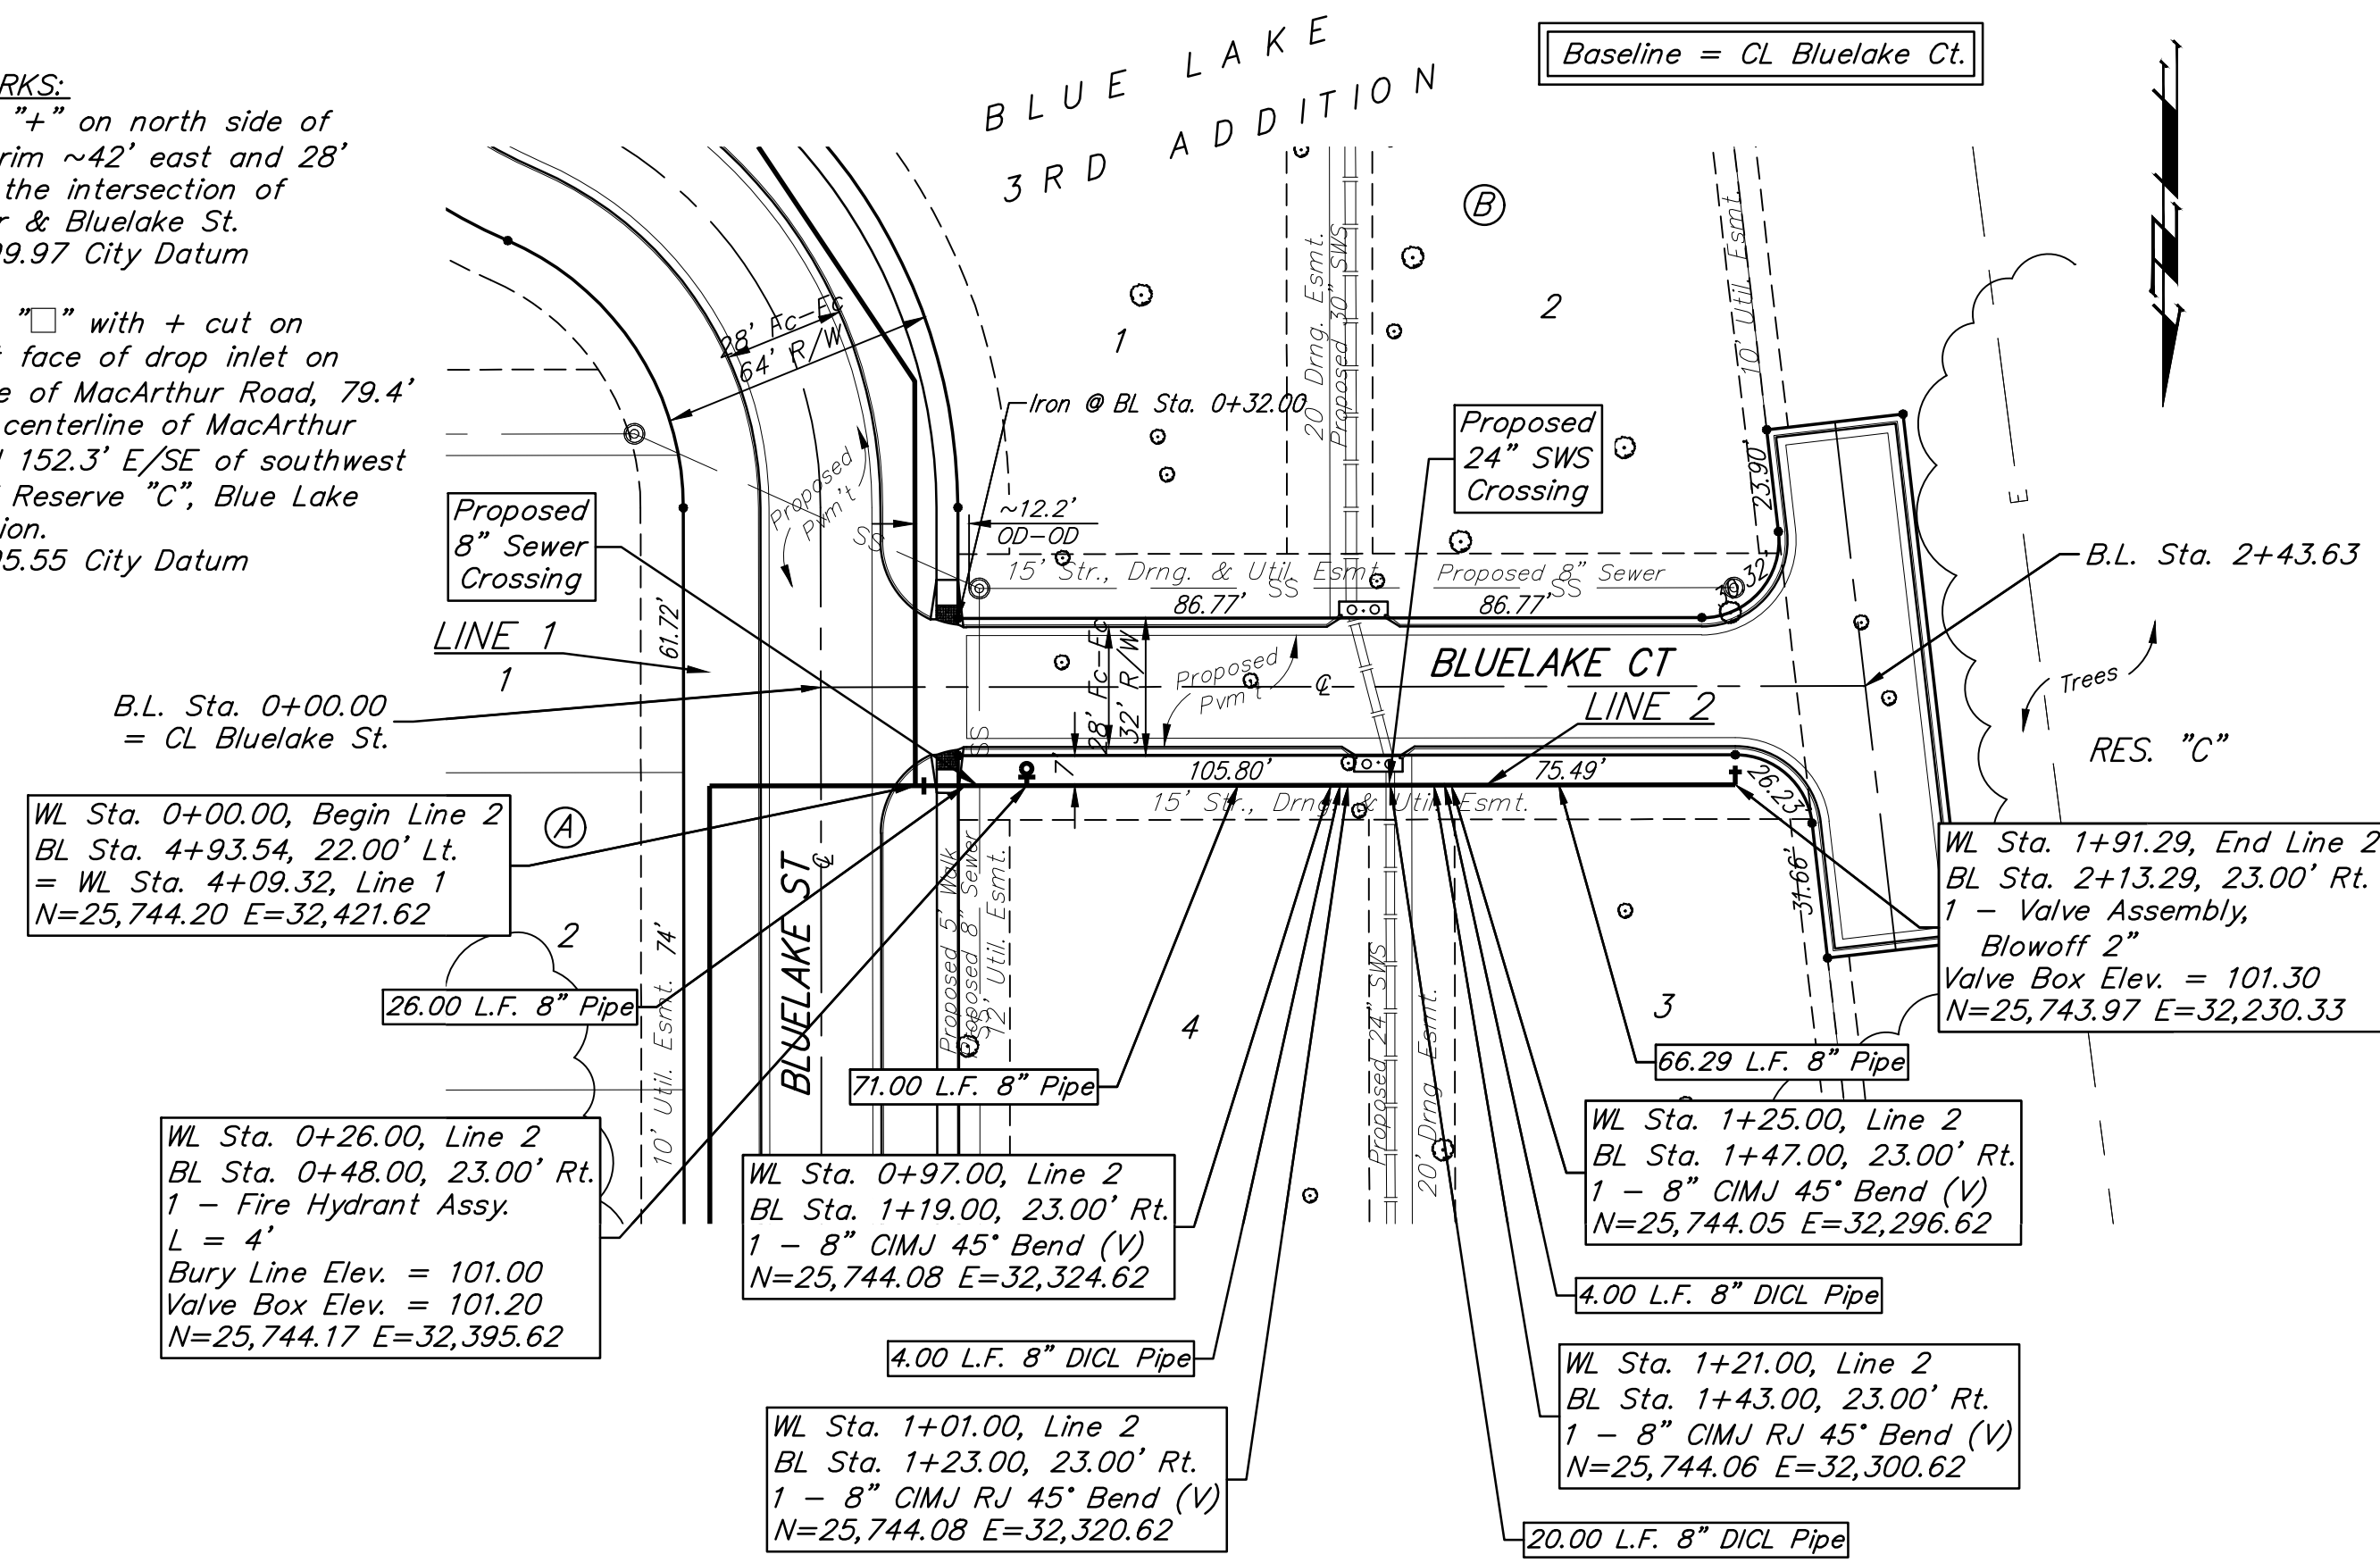 RKS:
"+" on north side of
rim ~42' east and 28'
the intersection of
r & Bluelake St.
99.97 City Datum
"□" with + cut on
t face of drop inlet on
e of MacArthur Road, 79.4'
centerline of MacArthur
152.3' E/SE of southwest
Reserve "C", Blue Lake
ion.
95.55 City Datum
BLUE LAKE
3RD ADDITION
Baseline = CL Bluelake Ct.
B
1
2
28' Fc-Ec
64' R/W
Iron @ BL Sta. 0+32.00
20 Drng. Esmt.
Proposed 30" SWS
10' Util. Esmt.
Proposed
24" SWS
Crossing
Proposed
8" Sewer
Crossing
Proposed
Pvm't
SS
~12.2'
OD-OD
23.90'
E
B.L. Sta. 2+43.63
15' Str., Drng. & Util. Esmt.
SS
Proposed 8" Sewer
SS
86.77'
86.77'
LINE 1
1
61.72'
28' Fc-Ec
32' R/W
Proposed
Pvm't
℄
BLUELAKE CT
LINE 2
Trees
RES. "C"
B.L. Sta. 0+00.00
= CL Bluelake St.
SS
7'
105.80'
75.49'
26.23'
15' Str., Drng. & Util. Esmt.
31.66'
WL Sta. 0+00.00, Begin Line 2
BL Sta. 4+93.54, 22.00' Lt.
= WL Sta. 4+09.32, Line 1
N=25,744.20 E=32,421.62
A
2
BLUELAKE ST
℄
74'
10' Util. Esmt.
Proposed 5' Walk
Proposed 8" Sewer
SS
12' Util. Esmt.
4
3
Proposed 24" SWS
20' Drng Esmt.
WL Sta. 1+91.29, End Line 2
BL Sta. 2+13.29, 23.00' Rt.
1 - Valve Assembly,
Blowoff 2"
Valve Box Elev. = 101.30
N=25,743.97 E=32,230.33
26.00 L.F. 8" Pipe
71.00 L.F. 8" Pipe
66.29 L.F. 8" Pipe
WL Sta. 0+26.00, Line 2
BL Sta. 0+48.00, 23.00' Rt.
1 - Fire Hydrant Assy.
L = 4'
Bury Line Elev. = 101.00
Valve Box Elev. = 101.20
N=25,744.17 E=32,395.62
WL Sta. 0+97.00, Line 2
BL Sta. 1+19.00, 23.00' Rt.
1 - 8" CIMJ 45° Bend (V)
N=25,744.08 E=32,324.62
WL Sta. 1+25.00, Line 2
BL Sta. 1+47.00, 23.00' Rt.
1 - 8" CIMJ 45° Bend (V)
N=25,744.05 E=32,296.62
4.00 L.F. 8" DICL Pipe
4.00 L.F. 8" DICL Pipe
WL Sta. 1+21.00, Line 2
BL Sta. 1+43.00, 23.00' Rt.
1 - 8" CIMJ RJ 45° Bend (V)
N=25,744.06 E=32,300.62
WL Sta. 1+01.00, Line 2
BL Sta. 1+23.00, 23.00' Rt.
1 - 8" CIMJ RJ 45° Bend (V)
N=25,744.08 E=32,320.62
20.00 L.F. 8" DICL Pipe